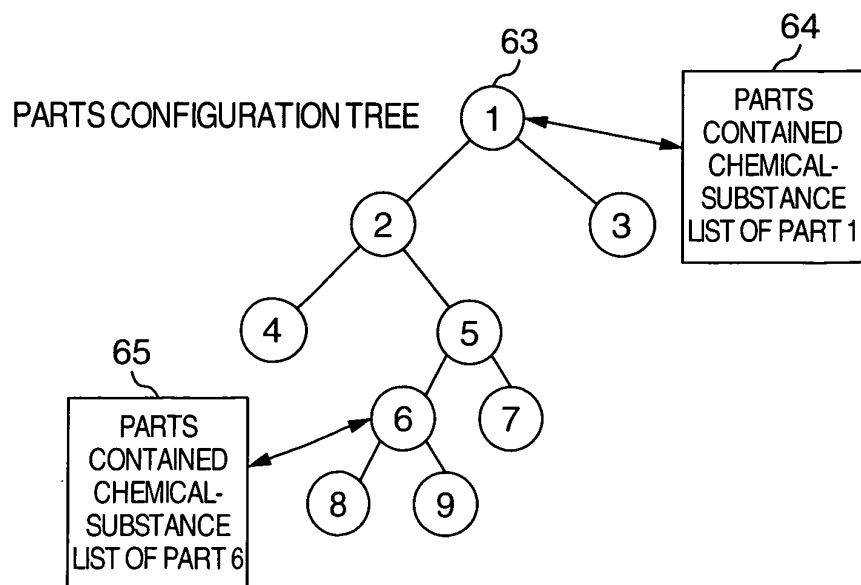 63
64
PARTS CONFIGURATION TREE
1
PARTS
CONTAINED
CHEMICAL-
SUBSTANCE
LIST OF PART 1
2
3
4
5
65
PARTS
CONTAINED
CHEMICAL-
SUBSTANCE
LIST OF PART 6
6
7
8
9